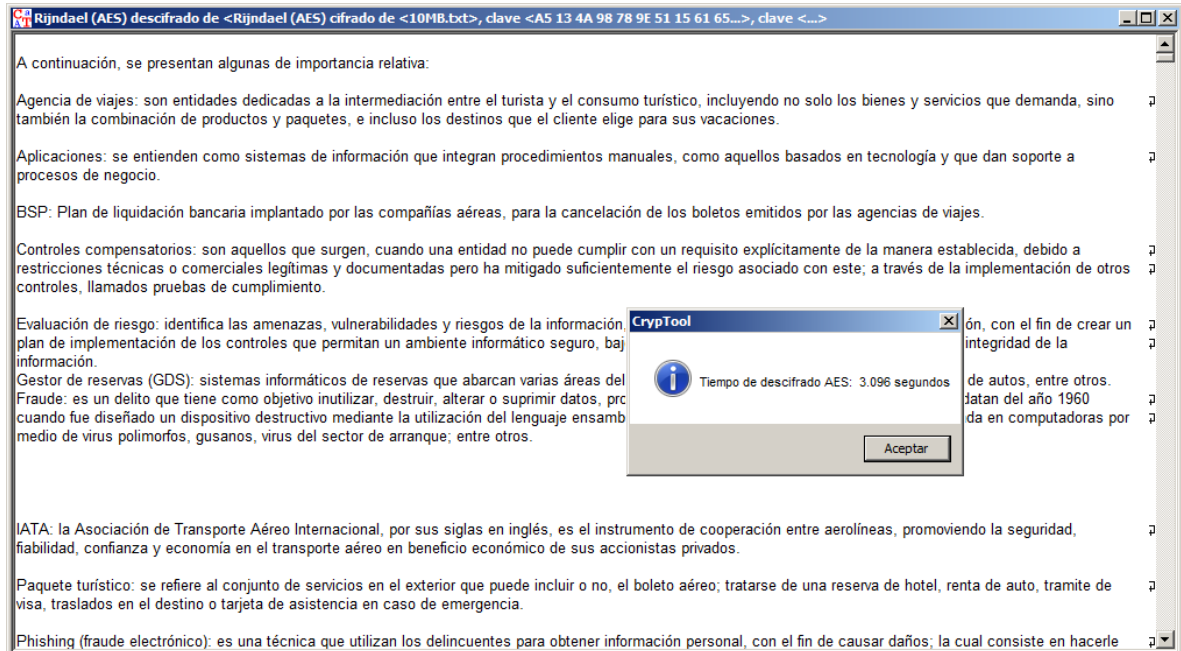 Rijndael (AES) descifrado de <Rijndael (AES) cifrado de <10MB.txt>, clave <A5 13 4A 98 78 9E 51 15 61 65...>, clave <...>
A continuación, se presentan algunas de importancia relativa:
Agencia de viajes: son entidades dedicadas a la intermediación entre el turista y el consumo turístico, incluyendo no solo los bienes y servicios que demanda, sino
también la combinación de productos y paquetes, e incluso los destinos que el cliente elige para sus vacaciones.
Aplicaciones: se entienden como sistemas de información que integran procedimientos manuales, como aquellos basados en tecnología y que dan soporte a
procesos de negocio.
BSP: Plan de liquidación bancaria implantado por las compañías aéreas, para la cancelación de los boletos emitidos por las agencias de viajes.
Controles compensatorios: son aquellos que surgen, cuando una entidad no puede cumplir con un requisito explícitamente de la manera establecida, debido a
restricciones técnicas o comerciales legítimas y documentadas pero ha mitigado suficientemente el riesgo asociado con este; a través de la implementación de otros
controles, llamados pruebas de cumplimiento.
Evaluación de riesgo: identifica las amenazas, vulnerabilidades y riesgos de la información, ón, con el fin de crear un
plan de implementación de los controles que permitan un ambiente informático seguro, baj integridad de la
información.
Gestor de reservas (GDS): sistemas informáticos de reservas que abarcan varias áreas del de autos, entre otros.
Fraude: es un delito que tiene como objetivo inutilizar, destruir, alterar o suprimir datos, pro datan del año 1960
cuando fue diseñado un dispositivo destructivo mediante la utilización del lenguaje ensamb da en computadoras por
medio de virus polimorfos, gusanos, virus del sector de arranque; entre otros.
CrypTool
Tiempo de descifrado AES: 3.096 segundos
Aceptar
IATA: la Asociación de Transporte Aéreo Internacional, por sus siglas en inglés, es el instrumento de cooperación entre aerolíneas, promoviendo la seguridad,
fiabilidad, confianza y economía en el transporte aéreo en beneficio económico de sus accionistas privados.
Paquete turístico: se refiere al conjunto de servicios en el exterior que puede incluir o no, el boleto aéreo; tratarse de una reserva de hotel, renta de auto, tramite de
visa, traslados en el destino o tarjeta de asistencia en caso de emergencia.
Phishing (fraude electrónico): es una técnica que utilizan los delincuentes para obtener información personal, con el fin de causar daños; la cual consiste en hacerle